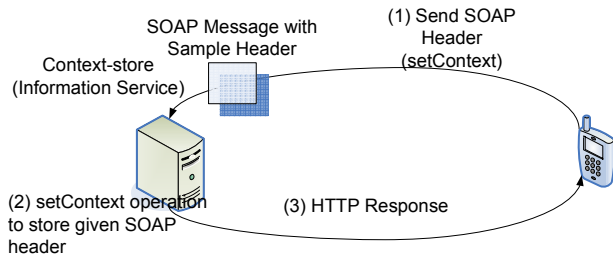 SOAP Message with
Sample Header
(1) Send SOAP
Header
(setContext)
Context-store
(Information Service)
(2) setContext operation
to store given SOAP
header
(3) HTTP Response